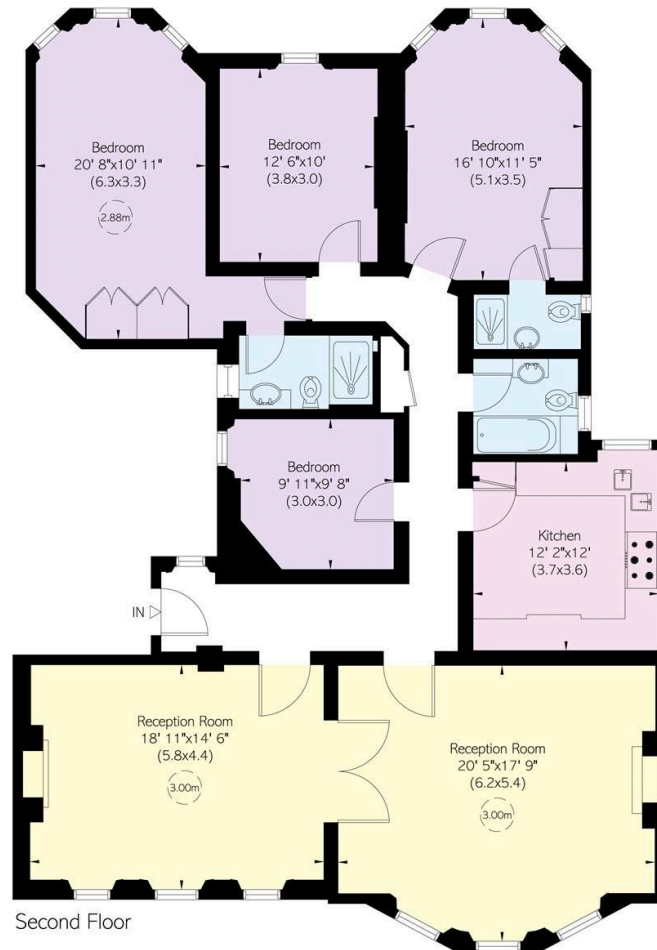 Bedroom
20' 8"x10' 11"
(6.3x3.3)
2.88m
Bedroom
12' 6"x10'
(3.8x3.0)
Bedroom
16' 10"x11' 5"
(5.1x3.5)
Bedroom
9' 11"x9' 8"
(3.0x3.0)
Kitchen
12' 2"x12'
(3.7x3.6)
IN
Reception Room
18' 11"x14' 6"
(5.8x4.4)
3.00m
Reception Room
20' 5"x17' 9"
(6.2x5.4)
3.00m
Second Floor